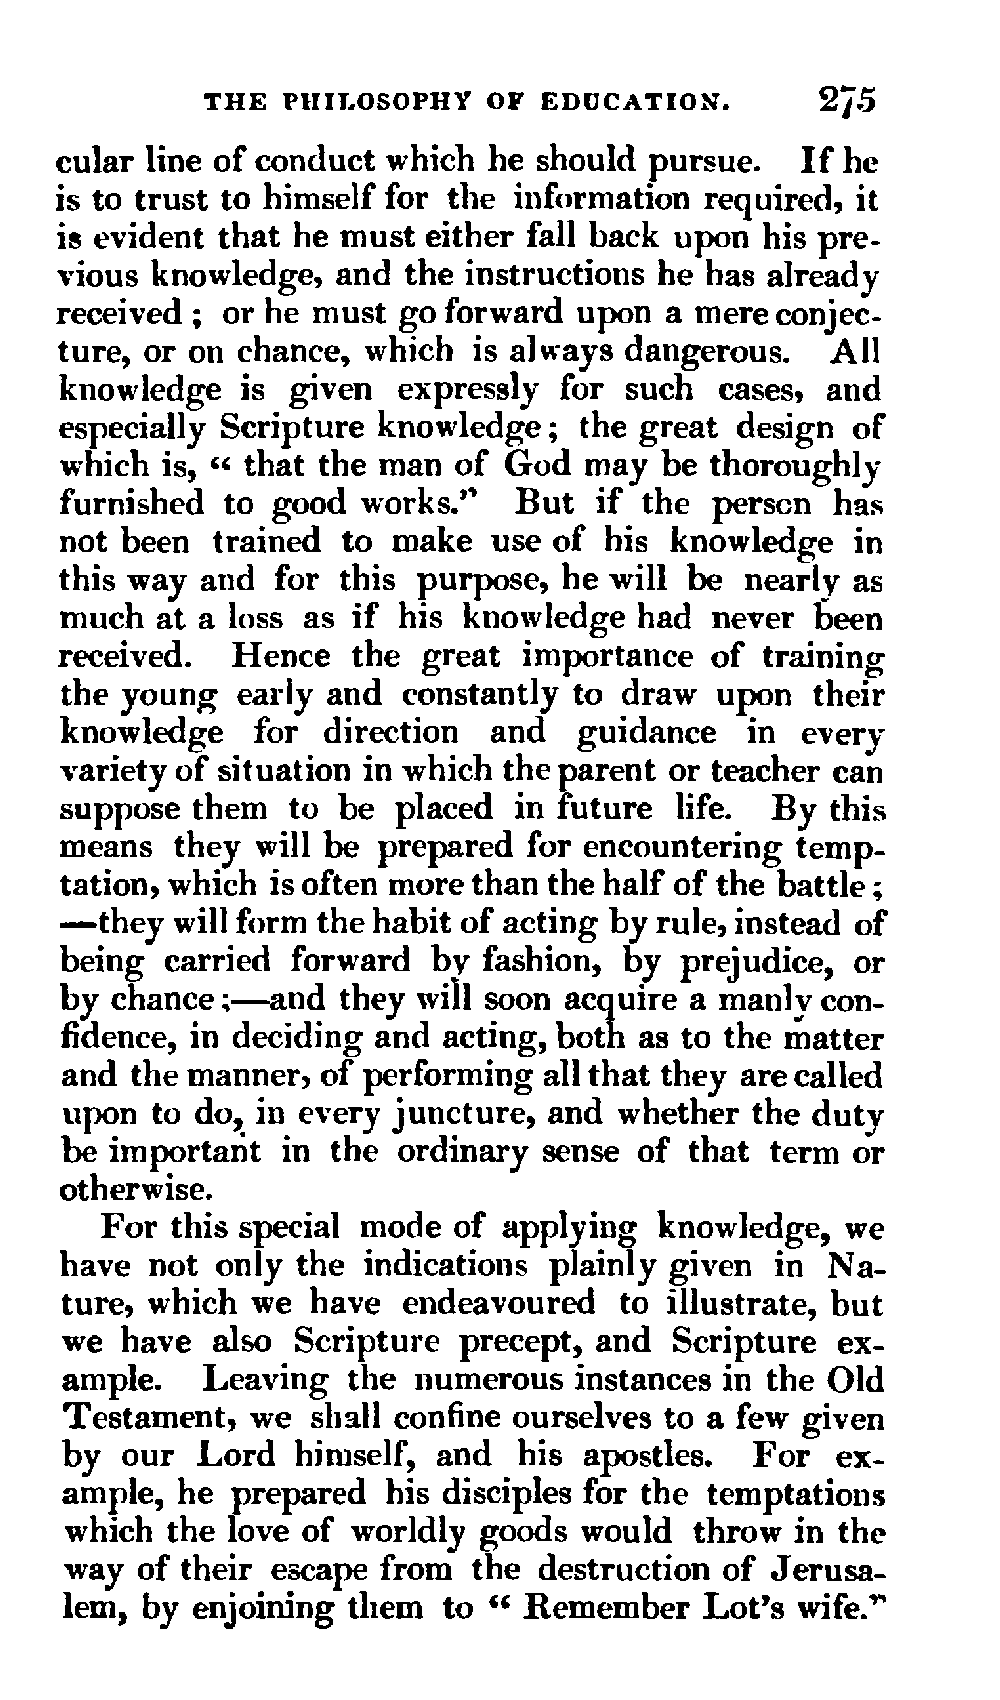 THE PHILOSOPHY OF EDUCATION. 275
cular line of conduct which he should pursue. If he
is to trust to himself for the information required, it
is evident that he must either fall back upon his pre-
vious knowledge, and the instructions he has already
received ; or he must go forward upon a mere conjec-
ture, or on chance, which is always dangerous. All
knowledge is given expressly for such cases, and
especially Scripture knowledge ; the great design of
which is, “ that the man of God may be thoroughly
furnished to good works.” But if the person has
not been trained to make use of his knowledge in
this way and for this purpose, he will be nearly as
much at a loss as if his knowledge had never been
received. Hence the great importance of training
the young early and constantly to draw upon their
knowledge for direction and guidance in every
variety of situation in which the parent or teacher can
suppose them to be placed in future life. By this
means they will be prepared for encountering temp-
tation, which is often more than the half of the battle ;
—they will form the habit of acting by rule, instead of
being carried forward by fashion, by prejudice, or
by chance ;—and they will soon acquire a manly con-
fidence, in deciding and acting, both as to the matter
and the manner, of performing all that they are called
upon to do, in every juncture, and whether the duty
be important in the ordinary sense of that term or
otherwise.
For this special mode of applying knowledge, we
have not only the indications plainly given in Na-
ture, which we have endeavoured to illustrate, but
we have also Scripture precept, and Scripture ex-
ample. Leaving the numerous instances in the Old
Testament, we shall confine ourselves to a few given
by our Lord himself, and his apostles. For ex-
ample, he prepared his disciples for the temptations
which the love of worldly goods would throw in the
way of their escape from the destruction of Jerusa-
lem, by enjoining them to “ Remember Lot's wife.”